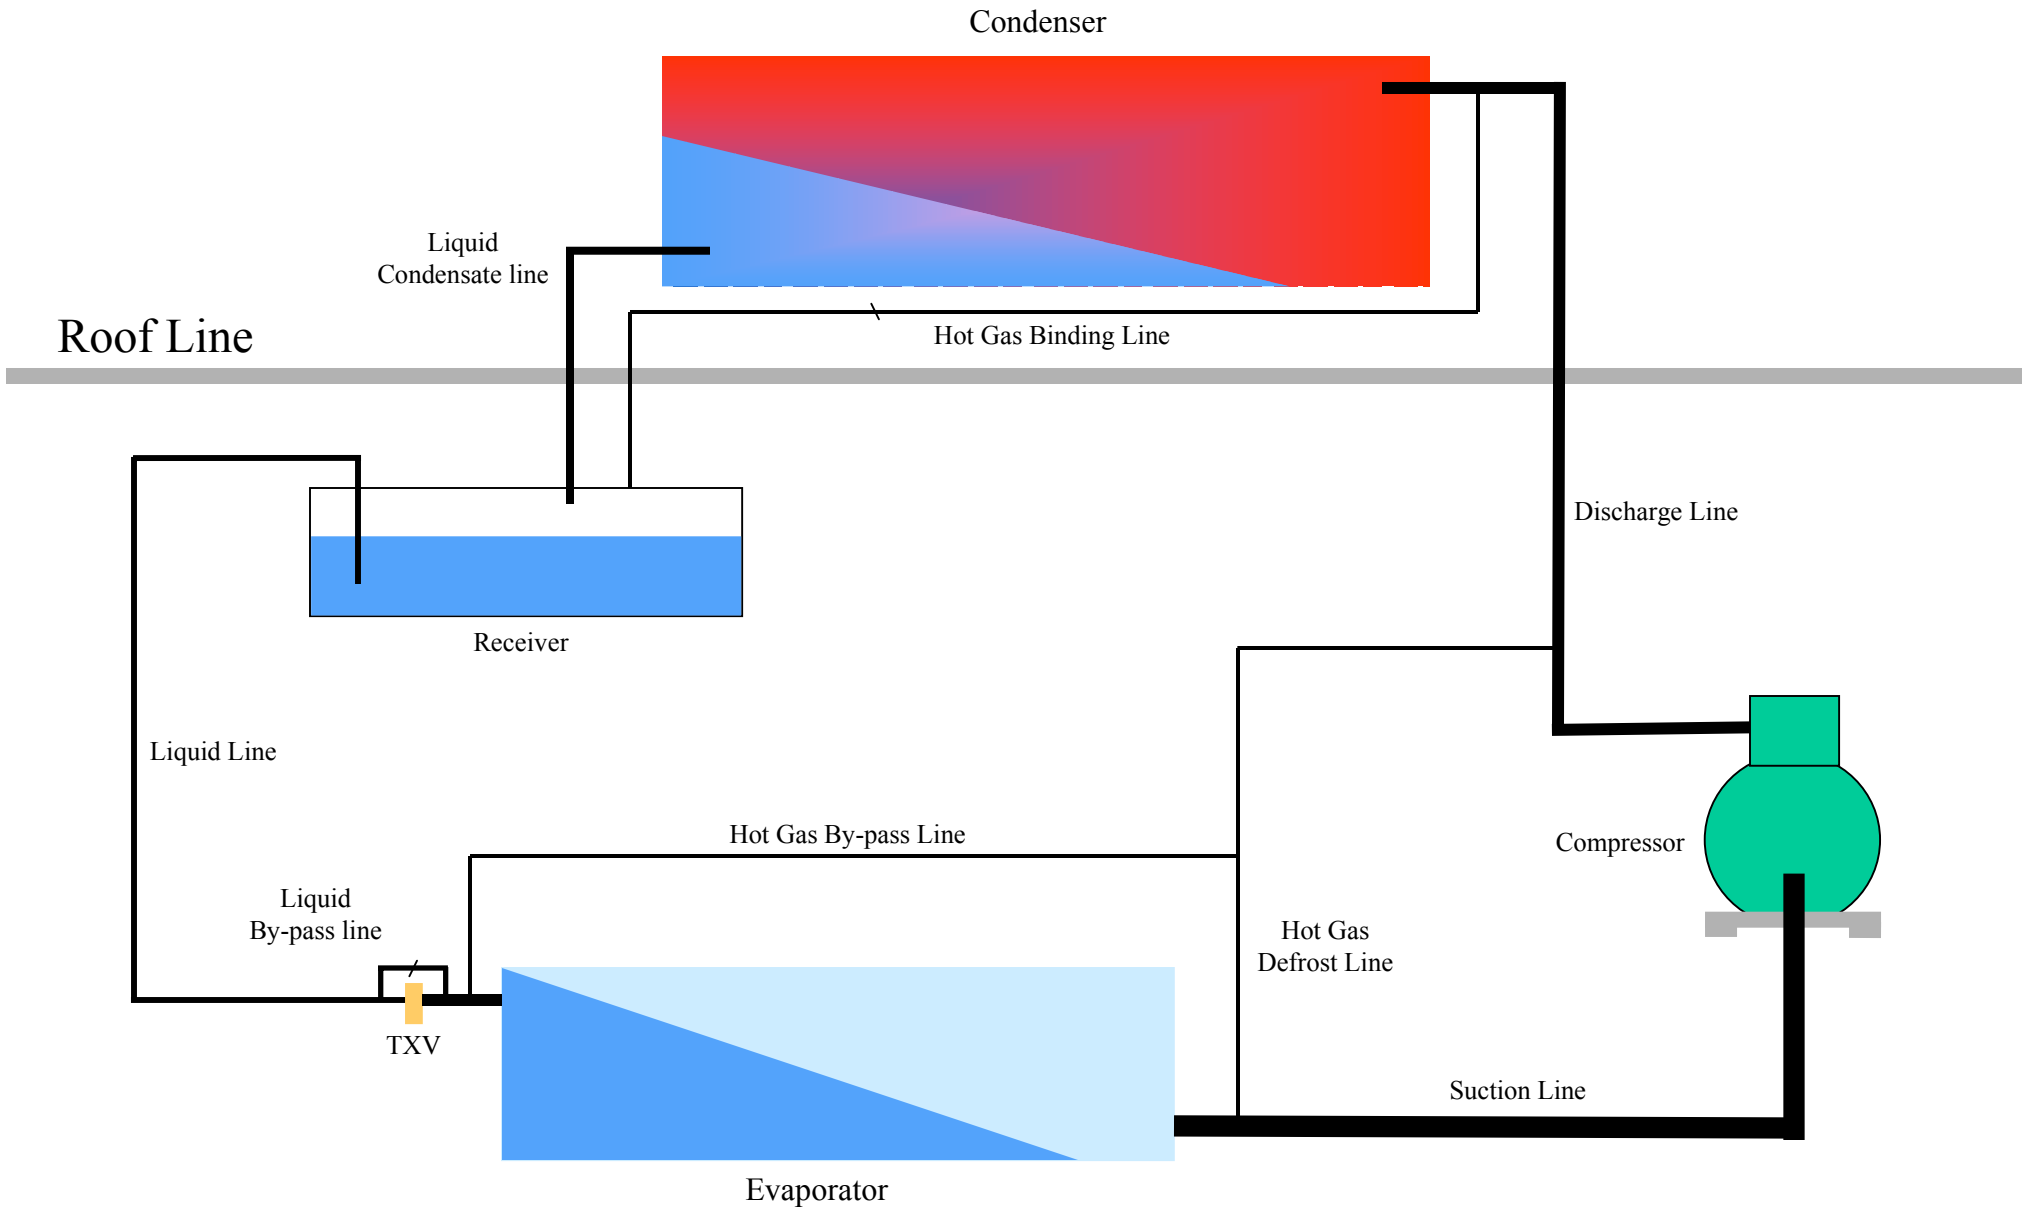 Condenser
Liquid
Condensate line
Roof Line
Hot Gas Binding Line
Discharge Line
Receiver
Liquid Line
Hot Gas By-pass Line
Compressor
Liquid
By-pass line
Hot Gas
Defrost Line
TXV
Suction Line
Evaporator